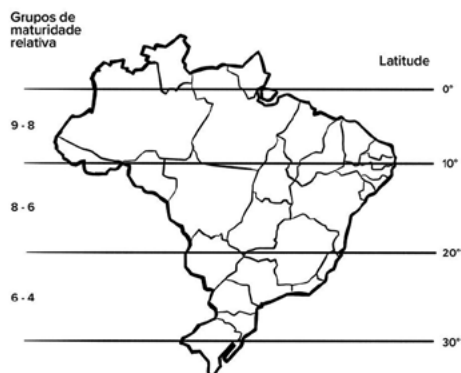 Grupos de
maturidade
relativa
Latitude
0°
9 - 8
10°
8 - 6
20°
6 - 4
30°